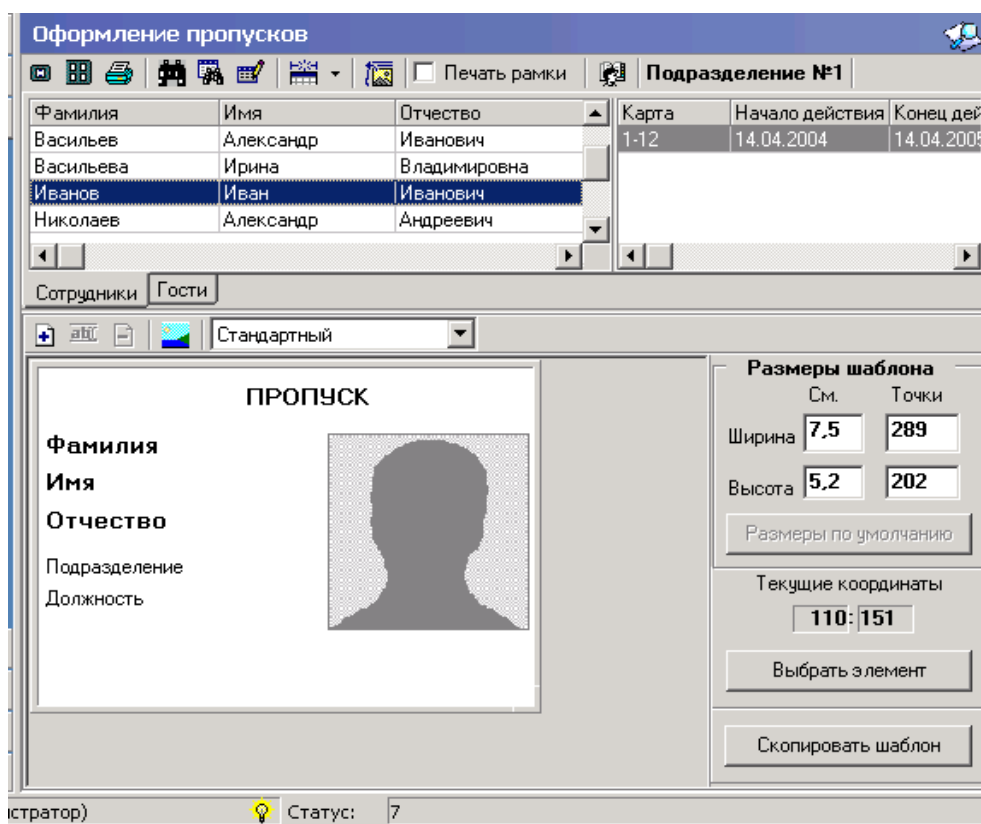 Оформление пропусков
Печать рамки Подразделение №1
Фамилия Имя Отчество Карта Начало действия Конец дей
Васильев Александр Иванович 1-12 14.04.2004 14.04.2005
Васильева Ирина Владимировна
Иванов Иван Иванович
Николаев Александр Андреевич
Сотрудники Гости
abc Стандартный
Размеры шаблона
См. Точки
Ширина 7,5 289
Высота 5,2 202
Размеры по умолчанию
Текущие координаты
110: 151
Выбрать элемент
Скопировать шаблон
ПРОПУСК
Фамилия
Имя
Отчество
Подразделение
Должность
стратор) Статус: 7